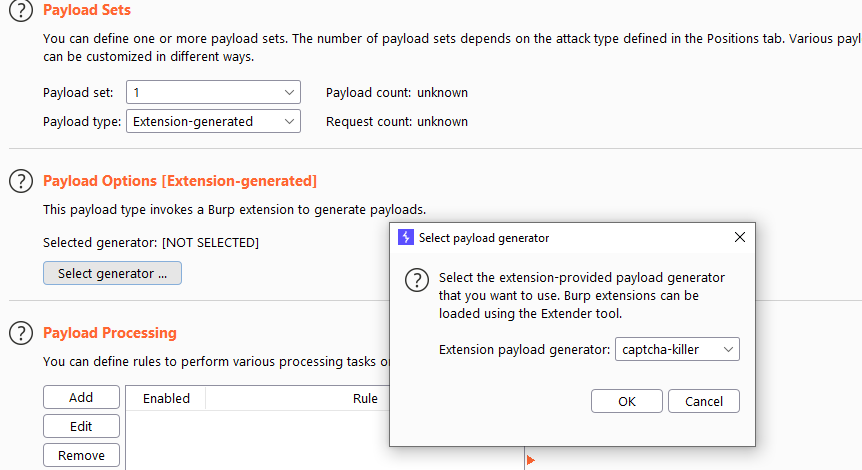 Payload Sets
You can define one or more payload sets. The number of payload sets depends on the attack type defined in the Positions tab. Various payl
can be customized in different ways.
Payload set: 1 Payload count: unknown
Payload type: Extension-generated Request count: unknown
Payload Options [Extension-generated]
This payload type invokes a Burp extension to generate payloads.
Selected generator: [NOT SELECTED]
Select generator ...
Select payload generator
Select the extension-provided payload generator
that you want to use. Burp extensions can be
loaded using the Extender tool.
Extension payload generator: captcha-killer
OK Cancel
Payload Processing
You can define rules to perform various processing tasks o
Add Enabled Rule
Edit
Remove